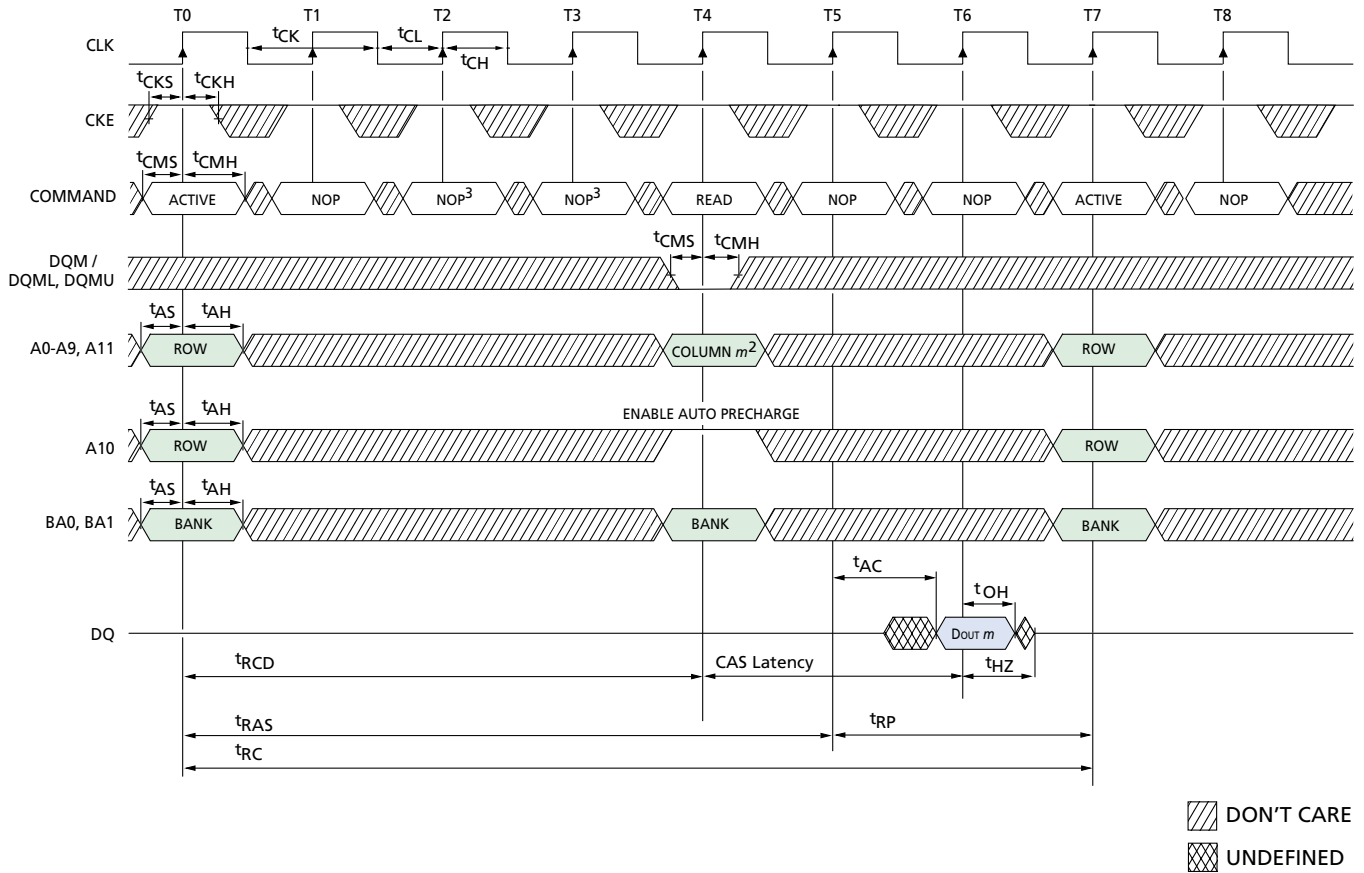 T0 T1 T2 T3 T4 T5 T6 T7 T8
CLK
tCK tCL
tCH
tCKS tCKH
CKE
tCMS tCMH
COMMAND
ACTIVE NOP NOP3 NOP3 READ NOP NOP ACTIVE NOP
tCMS tCMH
DQM /
DQML, DQMU
tAS tAH
A0-A9, A11
ROW COLUMN m2 ROW
ENABLE AUTO PRECHARGE
tAS tAH
A10
ROW ROW
tAS tAH
BA0, BA1
BANK BANK BANK
tAC
tOH
DQ
DOUT m
tRCD CAS Latency tHZ
tRAS tRP
tRC
DON'T CARE
UNDEFINED